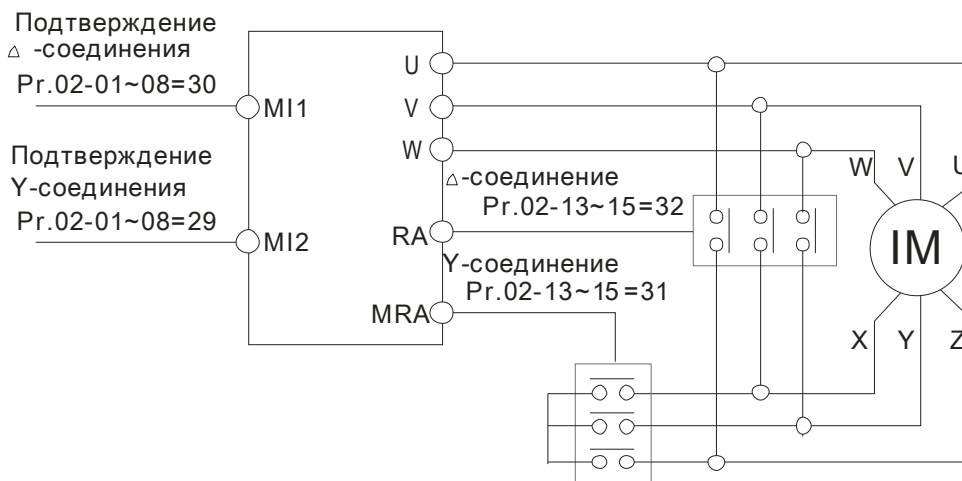 Подтверждение
△ -соединения
Pr.02-01~08=30
MI1
Подтверждение
Y-соединения
Pr.02-01~08=29
MI2
U
V
W
△-соединение
Pr.02-13~15=32
RA
Y-соединение
Pr.02-13~15=31
MRA
W V U
IM
X Y Z